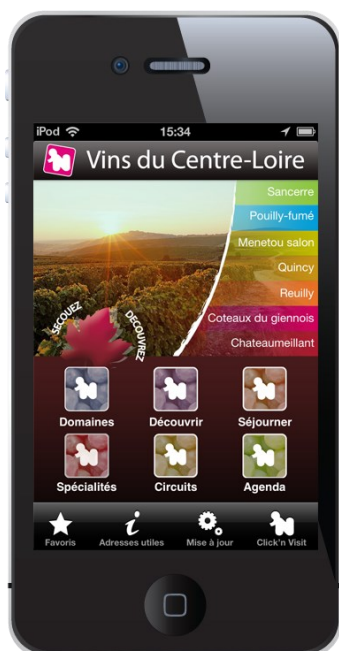 iPod 15:34
Vins du Centre-Loire
Sancerre
Pouilly-fumé
Menetou salon
Quincy
Reuilly
Coteaux du giennois
Chateaumeillant
SECOUEZ DECOUVREZ
Domaines Découvrir Séjourner
Spécialités Circuits Agenda
Favoris Adresses utiles Mise à jour Click'n Visit